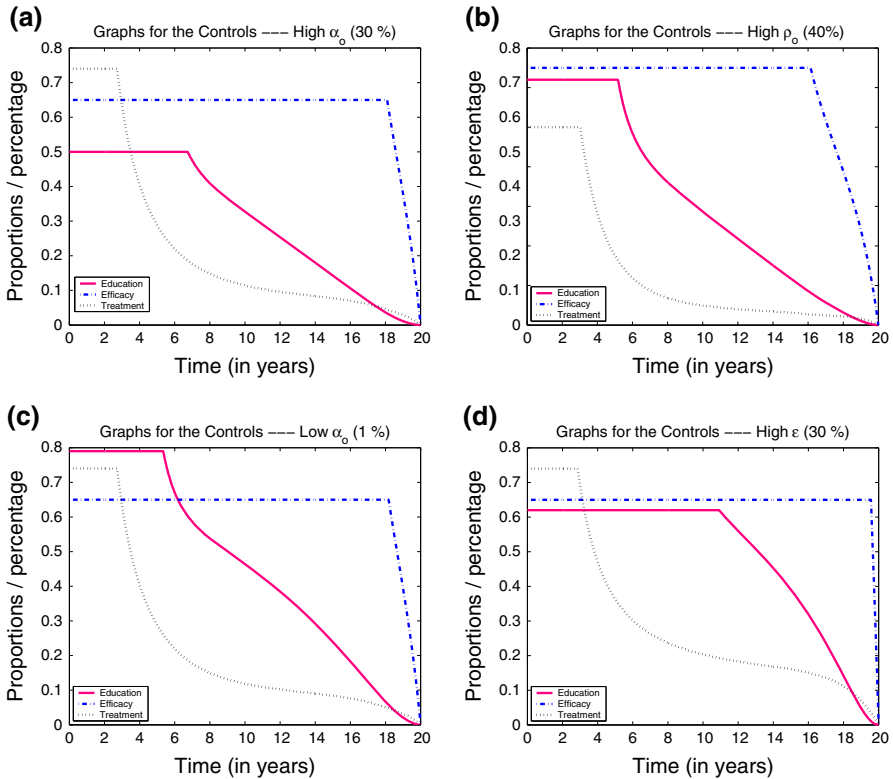 (a)
Graphs for the Controls --- High αo (30 %)
Proportions / percentage
0.8
0.7
0.6
0.5
0.4
0.3
0.2
0.1
0
Education
Efficacy
Treatment
0 2 4 6 8 10 12 14 16 18 20
Time (in years)
(b)
Graphs for the Controls --- High ρo (40%)
Proportions / percentage
0.8
0.7
0.6
0.5
0.4
0.3
0.2
0.1
0
Education
Efficacy
Treatment
0 2 4 6 8 10 12 14 16 18 20
Time (in years)
(c)
Graphs for the Controls --- Low αo (1 %)
Proportions / percentage
0.8
0.7
0.6
0.5
0.4
0.3
0.2
0.1
0
Education
Efficacy
Treatment
0 2 4 6 8 10 12 14 16 18 20
Time (in years)
(d)
Graphs for the Controls --- High ε (30 %)
Proportions / percentage
0.8
0.7
0.6
0.5
0.4
0.3
0.2
0.1
0
Education
Efficacy
Treatment
0 2 4 6 8 10 12 14 16 18 20
Time (in years)